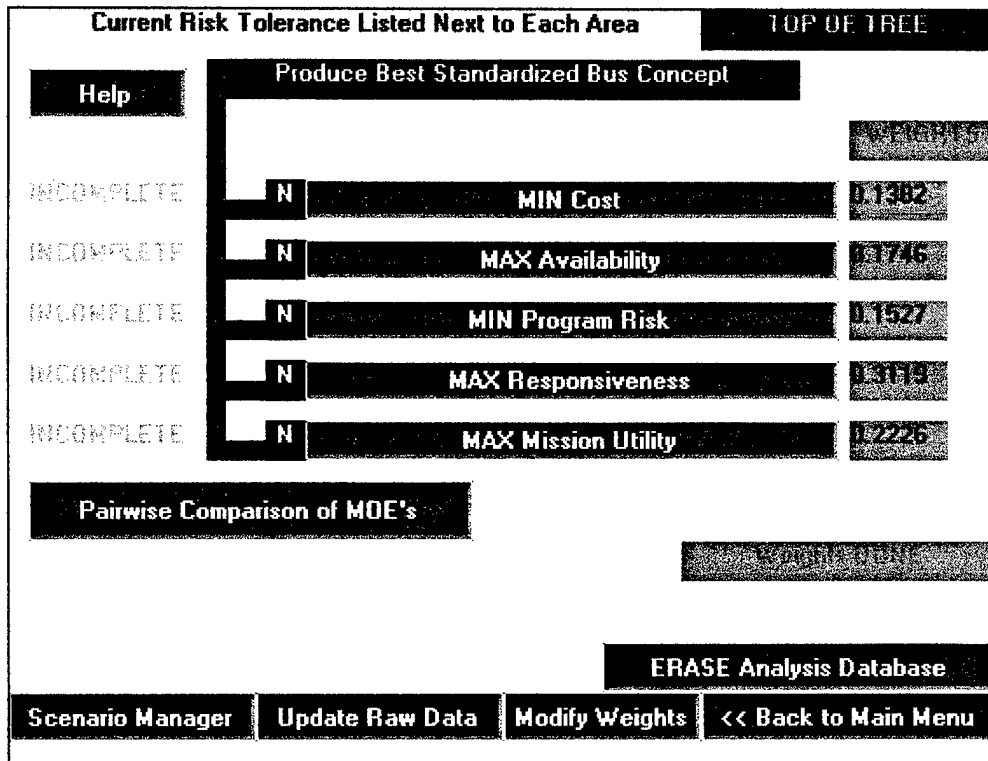 Current Risk Tolerance Listed Next to Each Area
TOP OF TREE
Produce Best Standardized Bus Concept
Help
WEIGHTS
INCOMPLETE N MIN Cost 0.1382
INCOMPLETE N MAX Availability 0.1746
INCOMPLETE N MIN Program Risk 0.1527
INCOMPLETE N MAX Responsiveness 0.3119
INCOMPLETE N MAX Mission Utility 0.2226
Pairwise Comparison of MOE's
ERASE Analysis Database
Scenario Manager Update Raw Data Modify Weights << Back to Main Menu